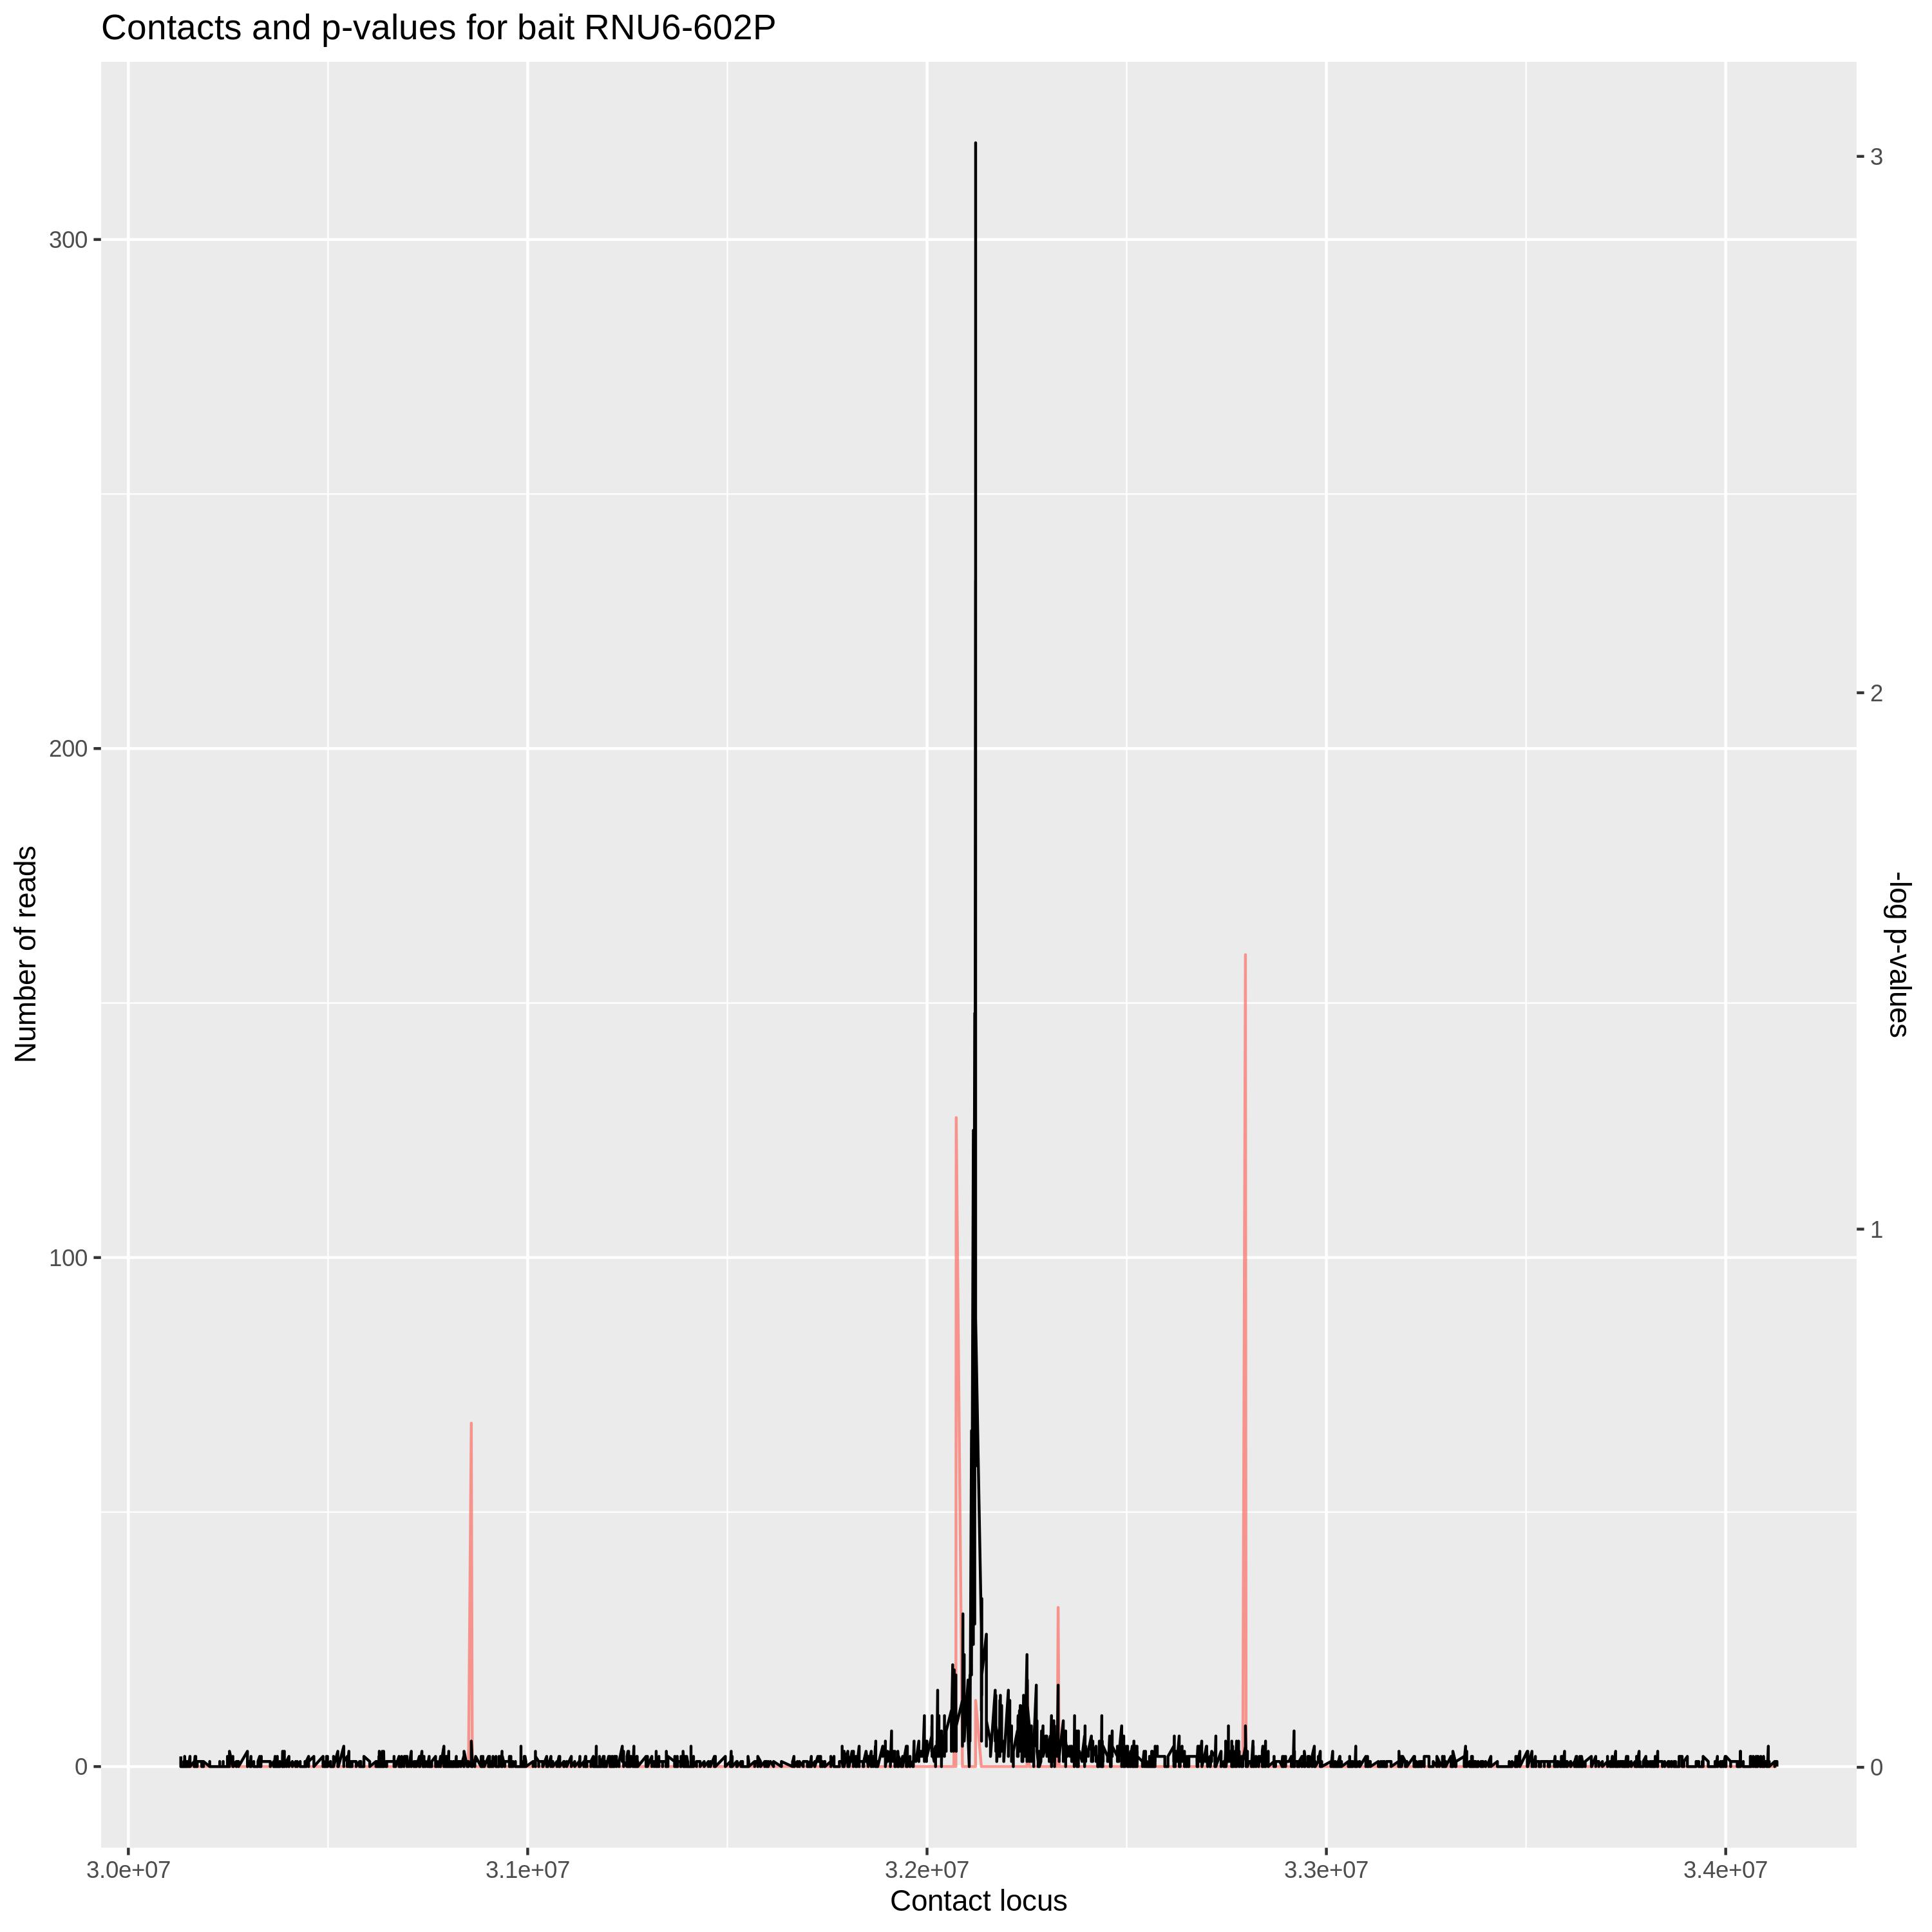 Contacts and p-values for bait RNU6-602P
Number of reads
300
200
100
0
3
2
1
0
-log p-values
3.0e+07 3.1e+07 3.2e+07 3.3e+07 3.4e+07
Contact locus